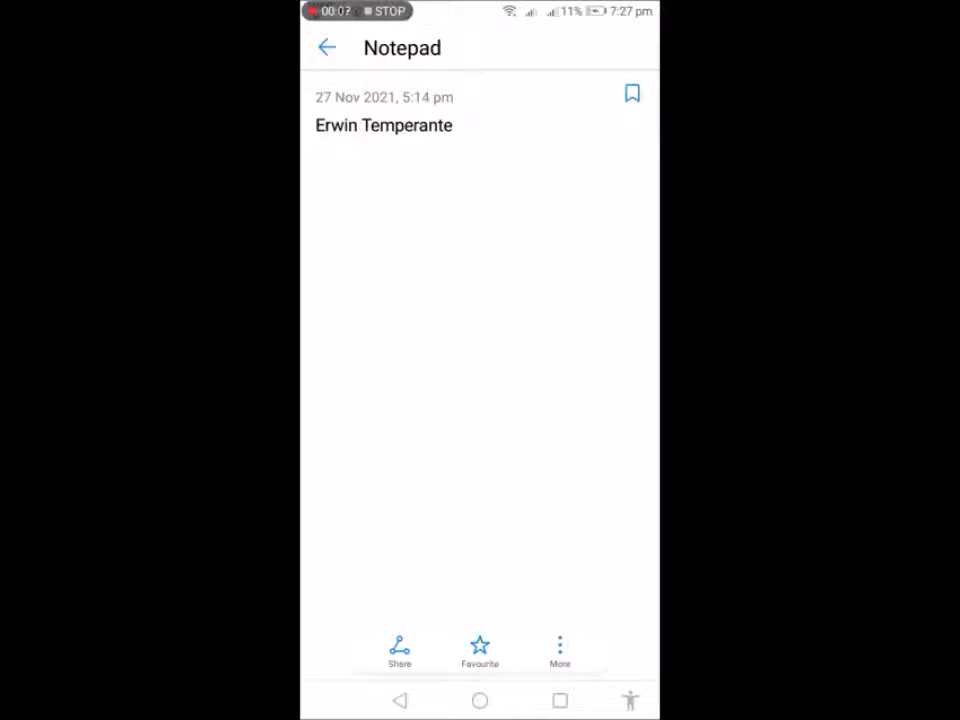 00:07 STOP 11% 7:27 pm
Notepad
27 Nov 2021, 5:14 pm
Erwin Temperante
Share Favourite More